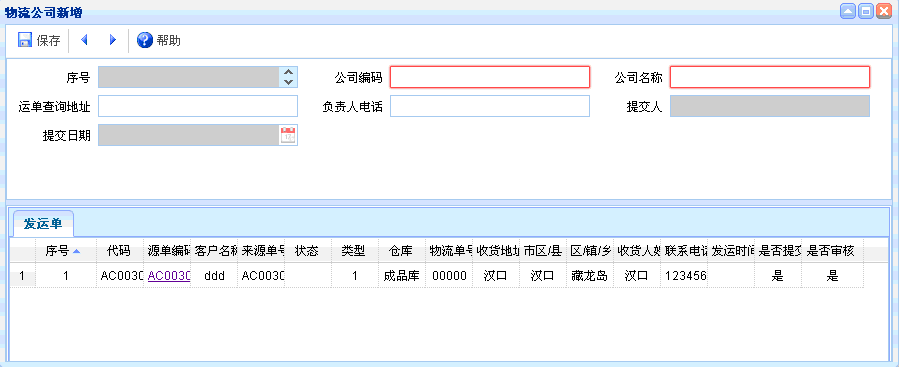 物流公司新增
保存 帮助
序号 公司编码 公司名称
运单查询地址 负责人电话 提交人
提交日期
发运单
序号 代码 源单编码 客户名称 来源单号 状态 类型 仓库 物流单号 收货地址 市区/县 区/镇/乡 收货人姓 联系电话 发运时间 是否提交 是否审核
1 1 AC0030 AC0030 ddd AC0030 1 成品库 00000 汉口 汉口 藏龙岛 汉口 123456 是 是